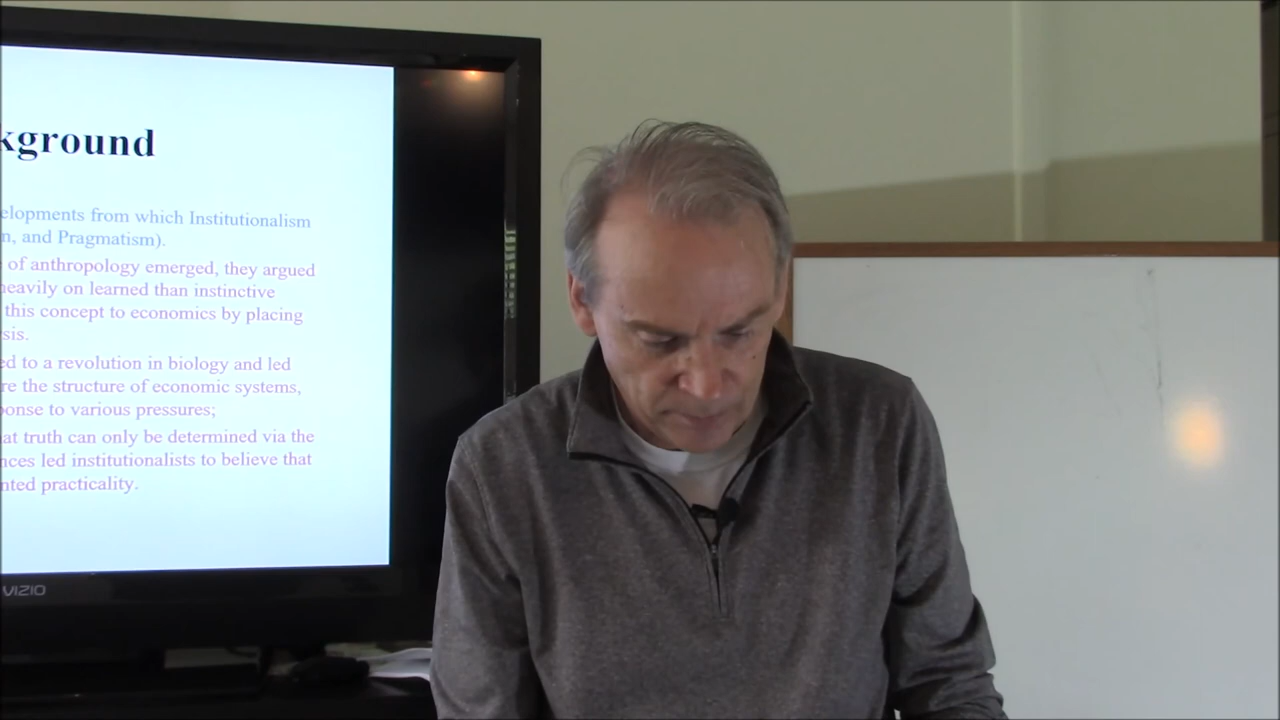 kground
elopments from which Institutionalism
n, and Pragmatism).
of anthropology emerged, they argued
heavily on learned than instinctive
this concept to economics by placing
sis.
ed to a revolution in biology and led
re the structure of economic systems,
ponse to various pressures;
at truth can only be determined via the
nces led institutionalists to believe that
nted practicality.
VIZIO